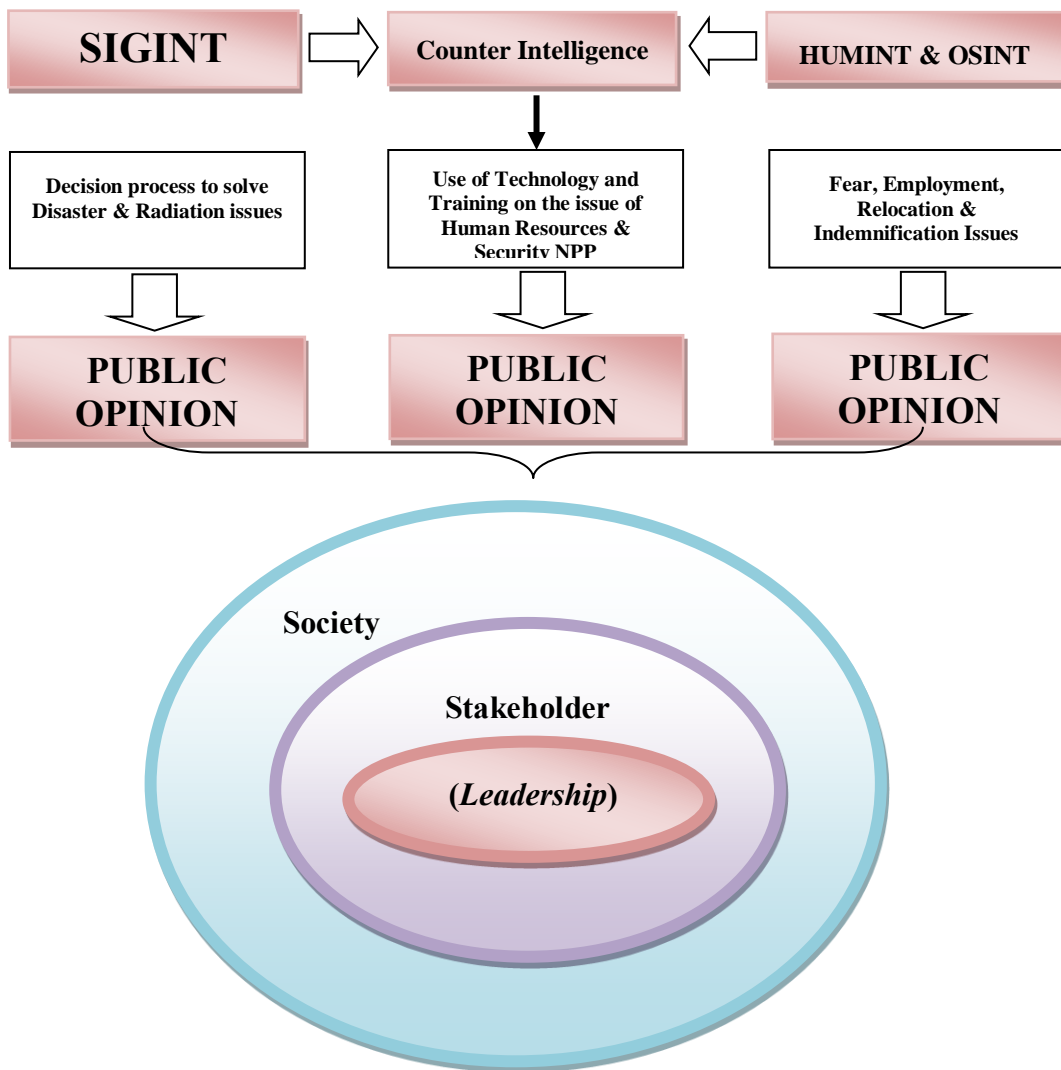 SIGINT
Counter Intelligence
HUMINT & OSINT
Decision process to solve
Disaster & Radiation issues
Use of Technology and
Training on the issue of
Human Resources &
Security NPP
Fear, Employment,
Relocation &
Indemnification Issues
PUBLIC
OPINION
PUBLIC
OPINION
PUBLIC
OPINION
Society
Stakeholder
(Leadership)